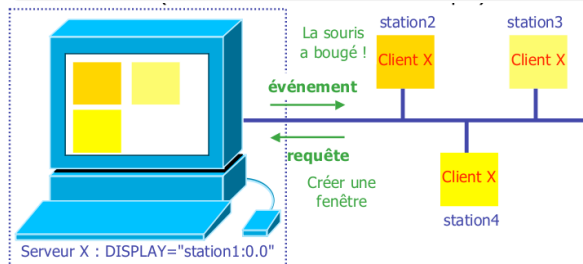 La souris
a bougé !
événement
requête
Créer une
fenêtre
station2
Client X
station3
Client X
Client X
station4
Serveur X : DISPLAY="station1:0.0"